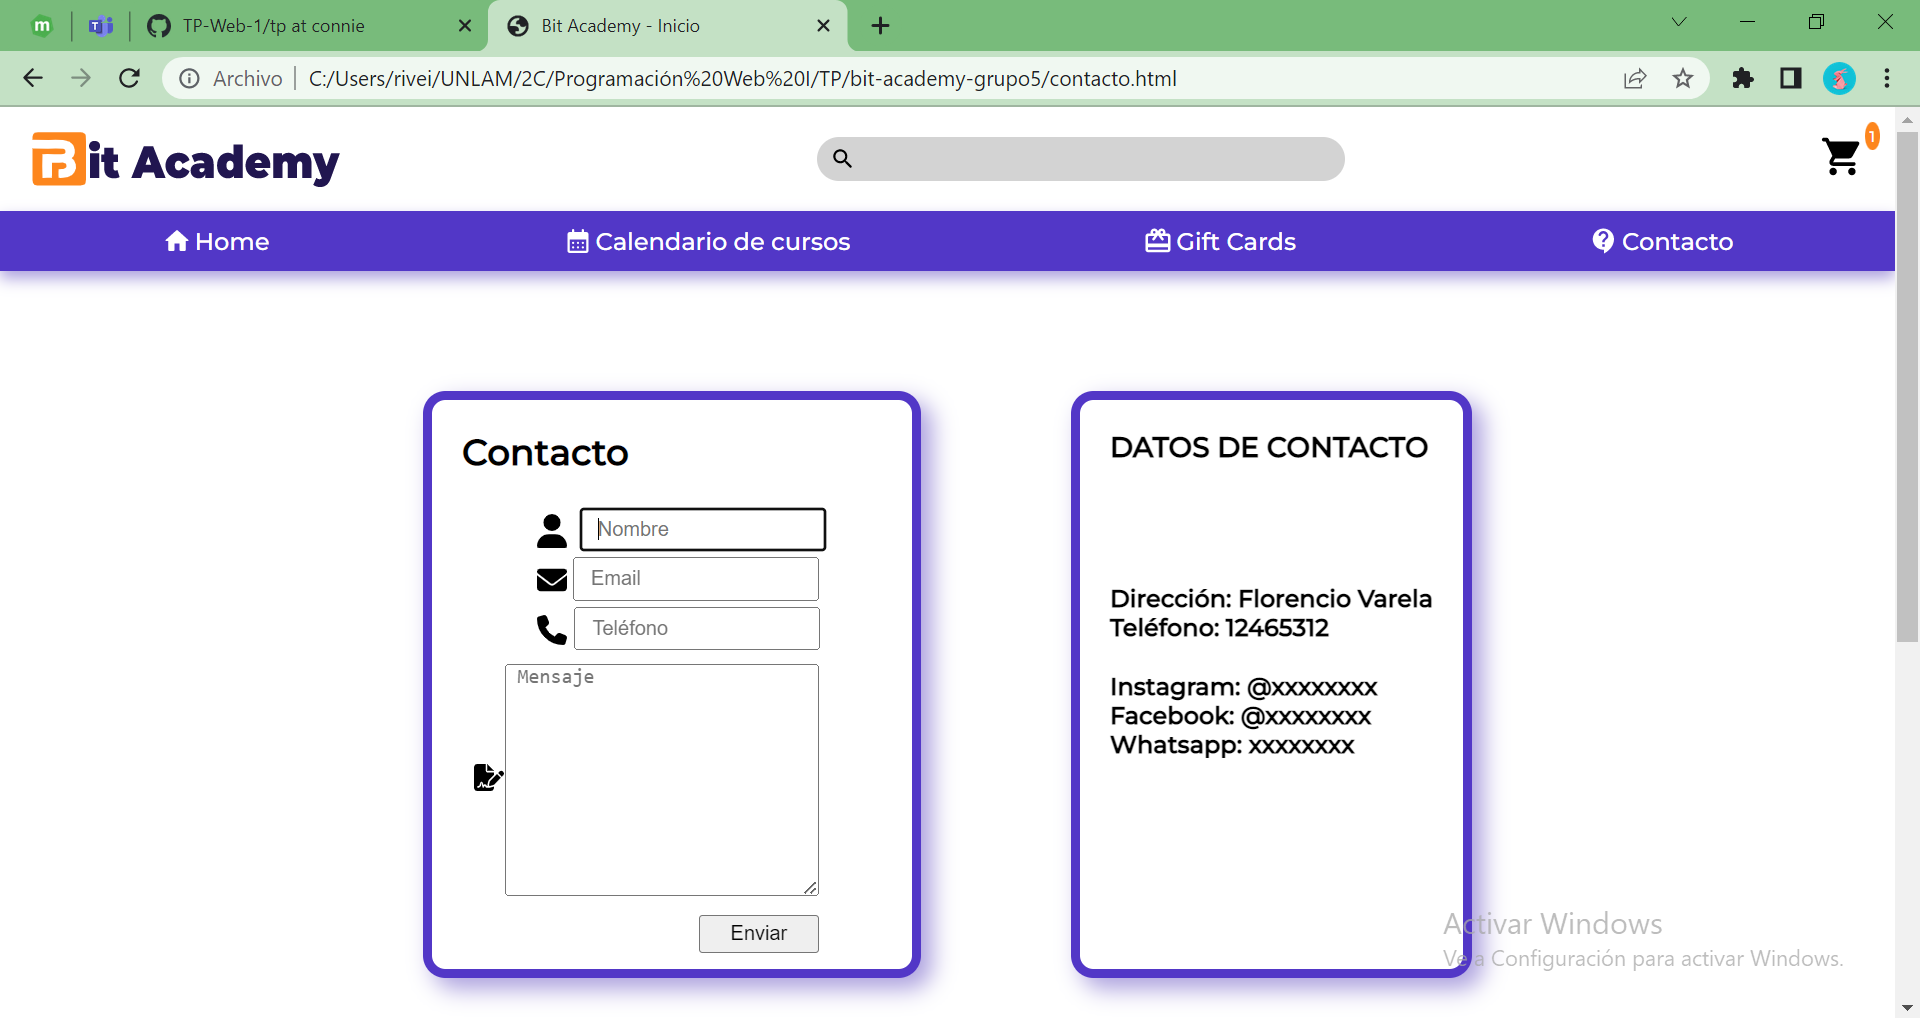 TP-Web-1/tp at connie
Bit Academy - Inicio
Archivo C:/Users/rivei/UNLAM/2C/Programación%20Web%20I/TP/bit-academy-grupo5/contacto.html
Bit Academy
1
Home
Calendario de cursos
Gift Cards
Contacto
Contacto
Nombre
Email
Teléfono
Mensaje
Enviar
DATOS DE CONTACTO
Dirección: Florencio Varela
Teléfono: 12465312
Instagram: @xxxxxxxx
Facebook: @xxxxxxxx
Whatsapp: xxxxxxxx
Activar Windows
Ve a Configuración para activar Windows.